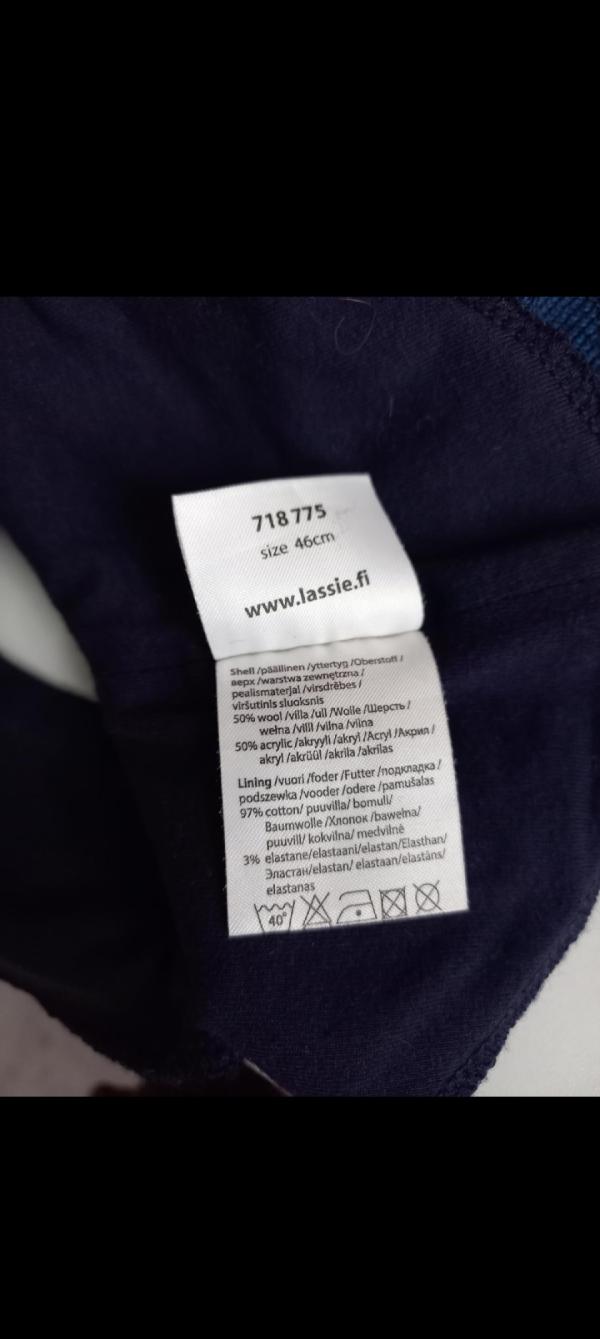 718775
size 46cm
www.lassie.fi
Shell /päällinen /yttertyg /Oberstoff /
верх /warstwa zewnętrzna /
pealismaterjal /virsdrēbes /
viršutinis sluoksnis
50% wool /villa /ull /Wolle /Шерсть /
wełna /vill /vilna /vilna
50% acrylic /akryyli /akryl /Acryl /Акрил /
akryl /akrüül /akrila /akrilas
Lining /vuori /foder /Futter /подкладка /
podszewka /vooder /odere /pamušalas
97% cotton/ puuvilla/ bomull/
Baumwolle /Хлопок /bawełna/
puuvill/ kokvilna/ medvilnė
3% elastane/elastaani/elastan/Elasthan/
Эластан/elastan/ elastaan/elastāns/
elastanas
40°